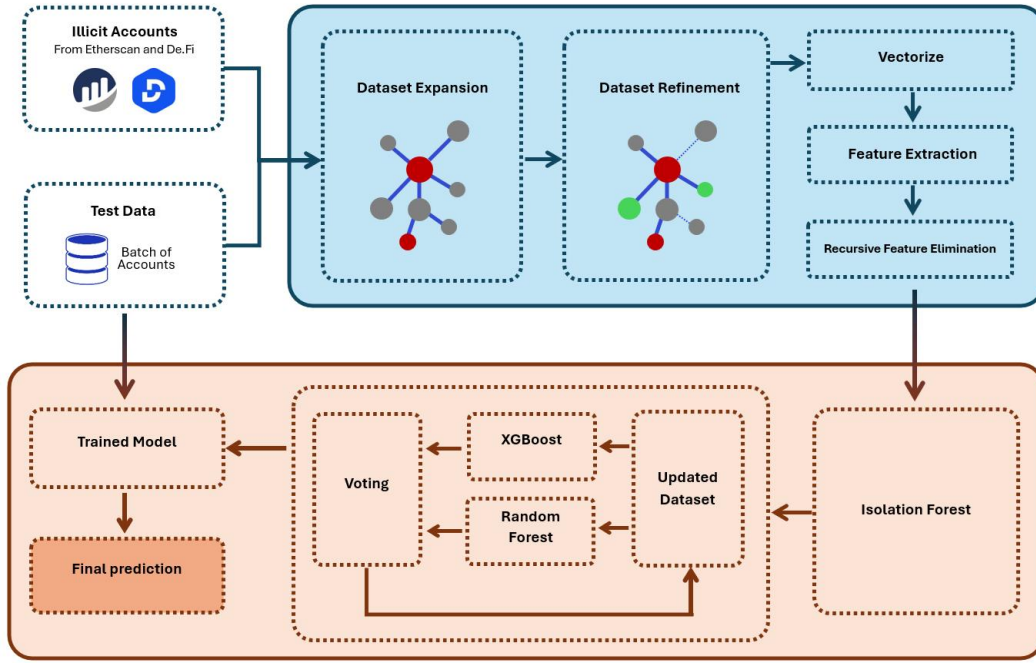 Illicit Accounts
From Etherscan and De.Fi
Test Data
Batch of
Accounts
Dataset Expansion
Dataset Refinement
Vectorize
Feature Extraction
Recursive Feature Elimination
Trained Model
Final prediction
Voting
XGBoost
Random
Forest
Updated
Dataset
Isolation Forest